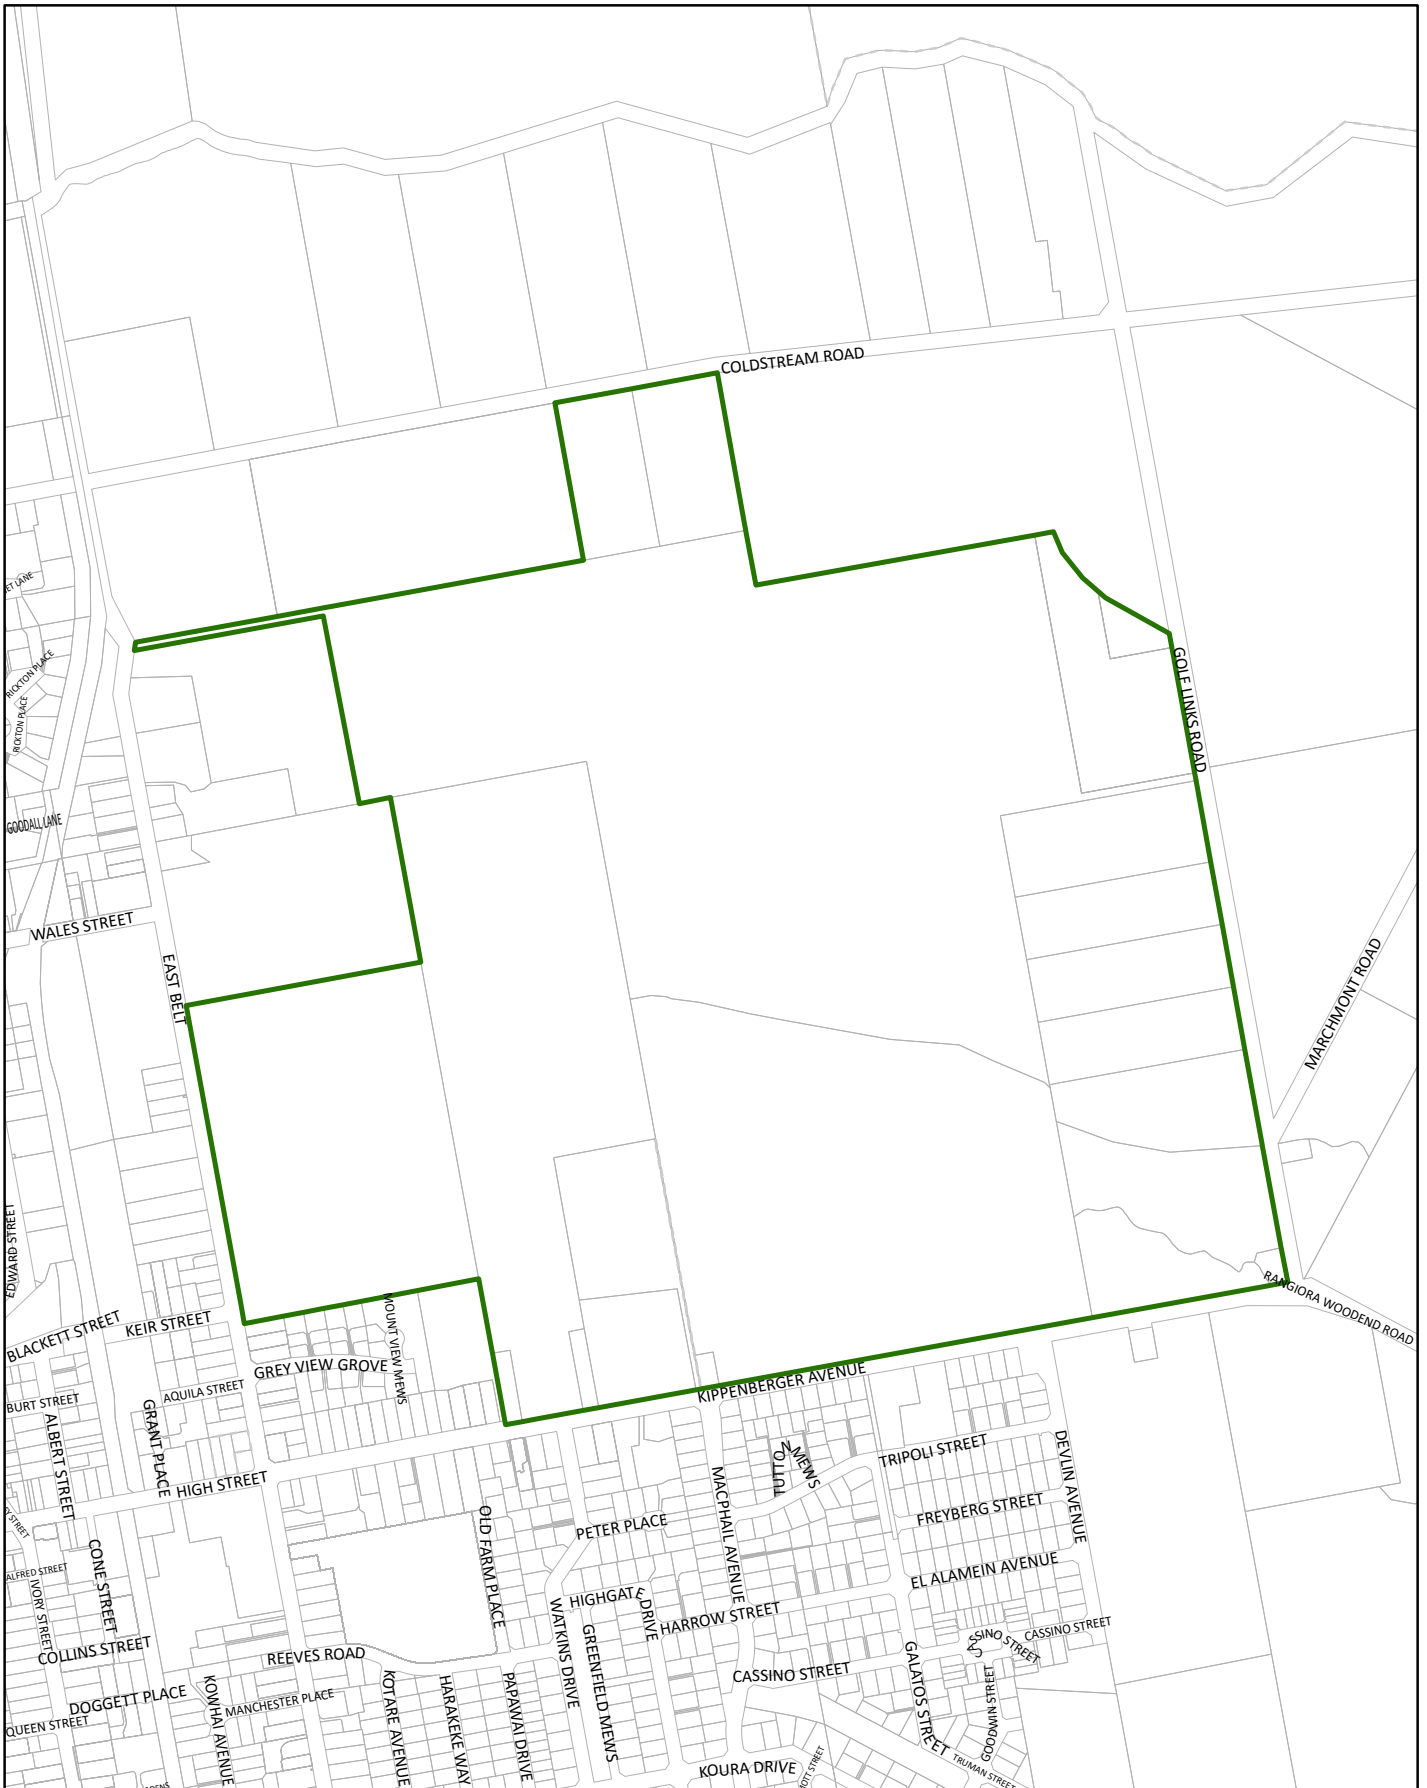 COLDSTREAM ROAD
RICKTON PLACE
RICKTON PLACE
GOLF LINKS ROAD
GOODALL LANE
WALES STREET
EAST BELT
MARCHMONT ROAD
EDWARD STREET
RANGIORA WOODEND ROAD
BLACKETT STREET
KEIR STREET
MOUNT VIEW MEWS
GREY VIEW GROVE
KIPPENBERGER AVENUE
AQUILA STREET
BURT STREET
ALBERT STREET
GRANT PLACE
HIGH STREET
TUTTON MEWS
TRIPOLI STREET
DEVLIN AVENUE
MACPHAIL AVENUE
FREYBERG STREET
OLD FARM PLACE
PETER PLACE
CONE STREET
ALFRED STREET
IVORY STREET
EL ALAMEIN AVENUE
HIGHGATE DRIVE
HARROW STREET
WATKINS DRIVE
GREENFIELD MEWS
COLLINS STREET
REEVES ROAD
CASSINO STREET
CASSINO STREET
CASSINO STREET
GALATOS STREET
GOODWIN STREET
KOWHAI AVENUE
DOGGETT PLACE
MANCHESTER PLACE
KOTARE AVENUE
HARAKEKE WAY
PAPAWAI DRIVE
QUEEN STREET
KOURA DRIVE
TRUMAN STREET